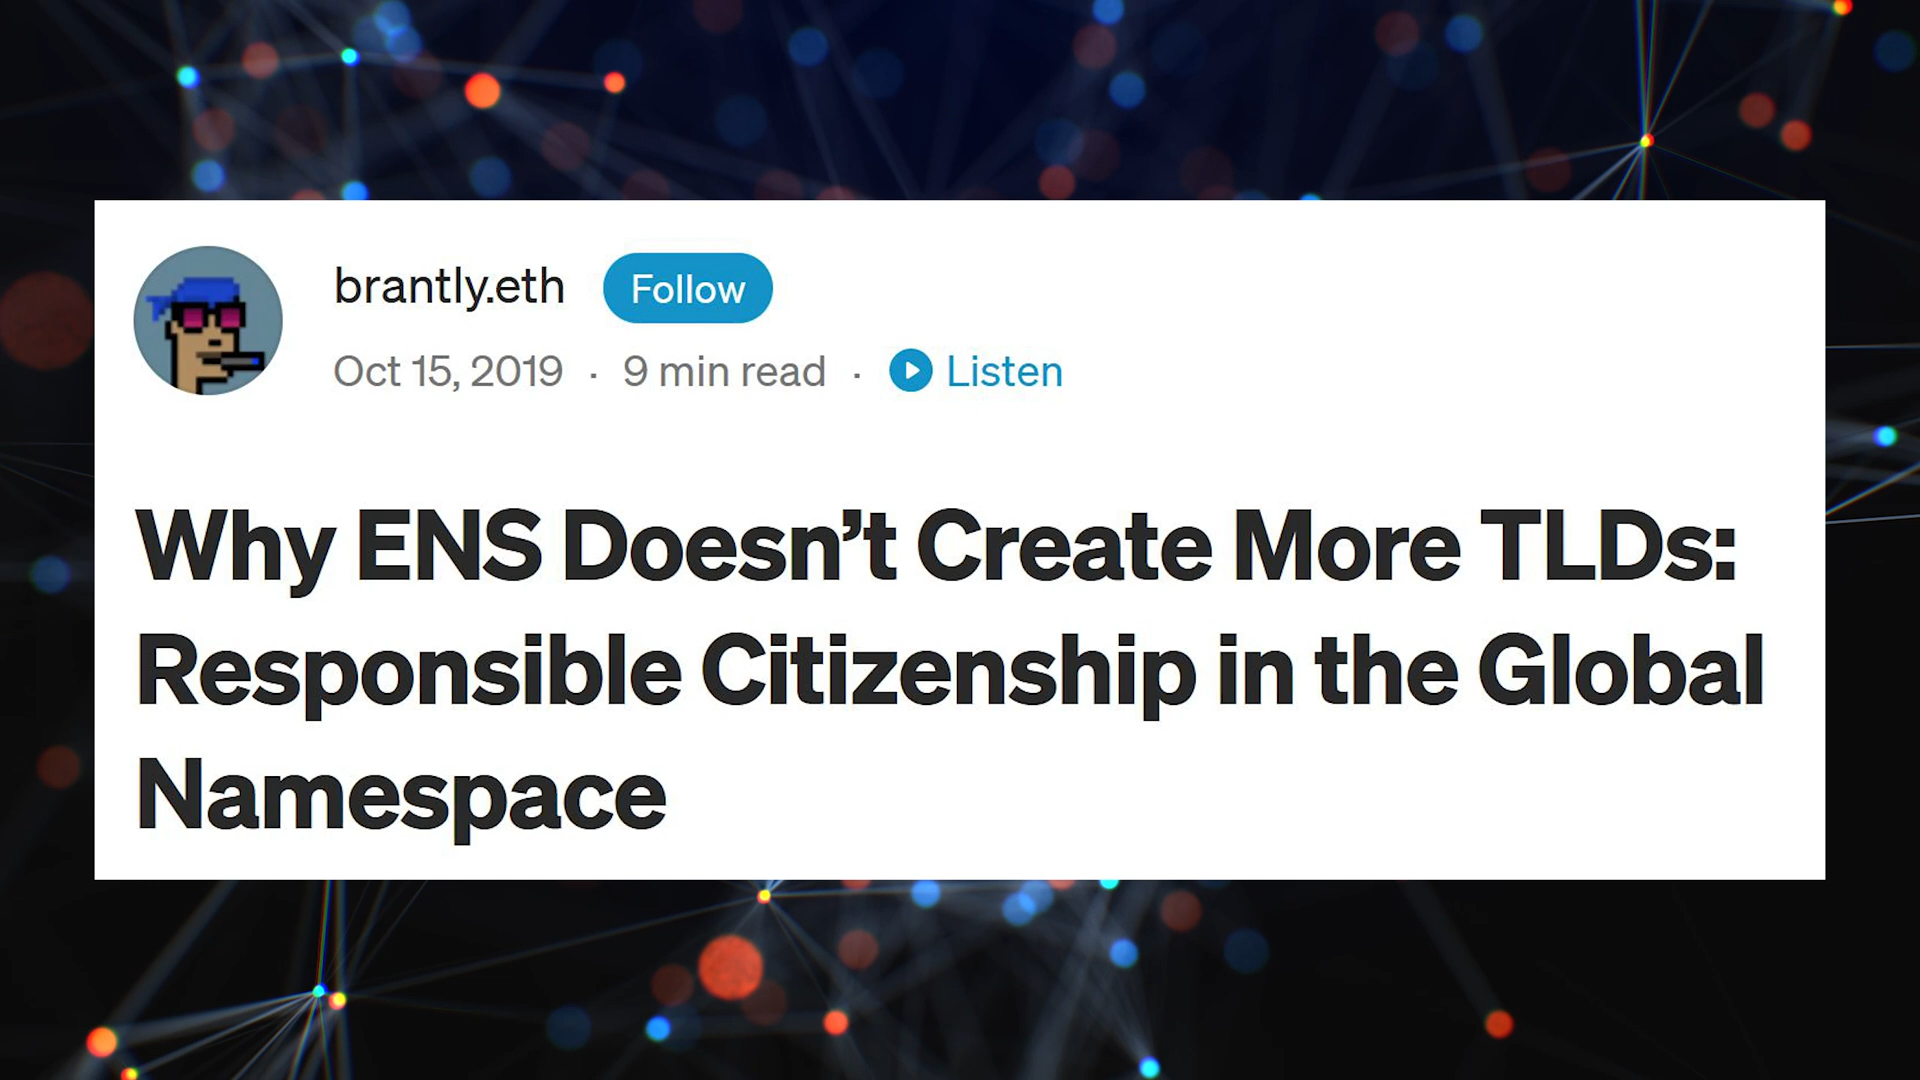 brantly.eth Follow
Oct 15, 2019 · 9 min read · Listen
Why ENS Doesn’t Create More TLDs:
Responsible Citizenship in the Global
Namespace